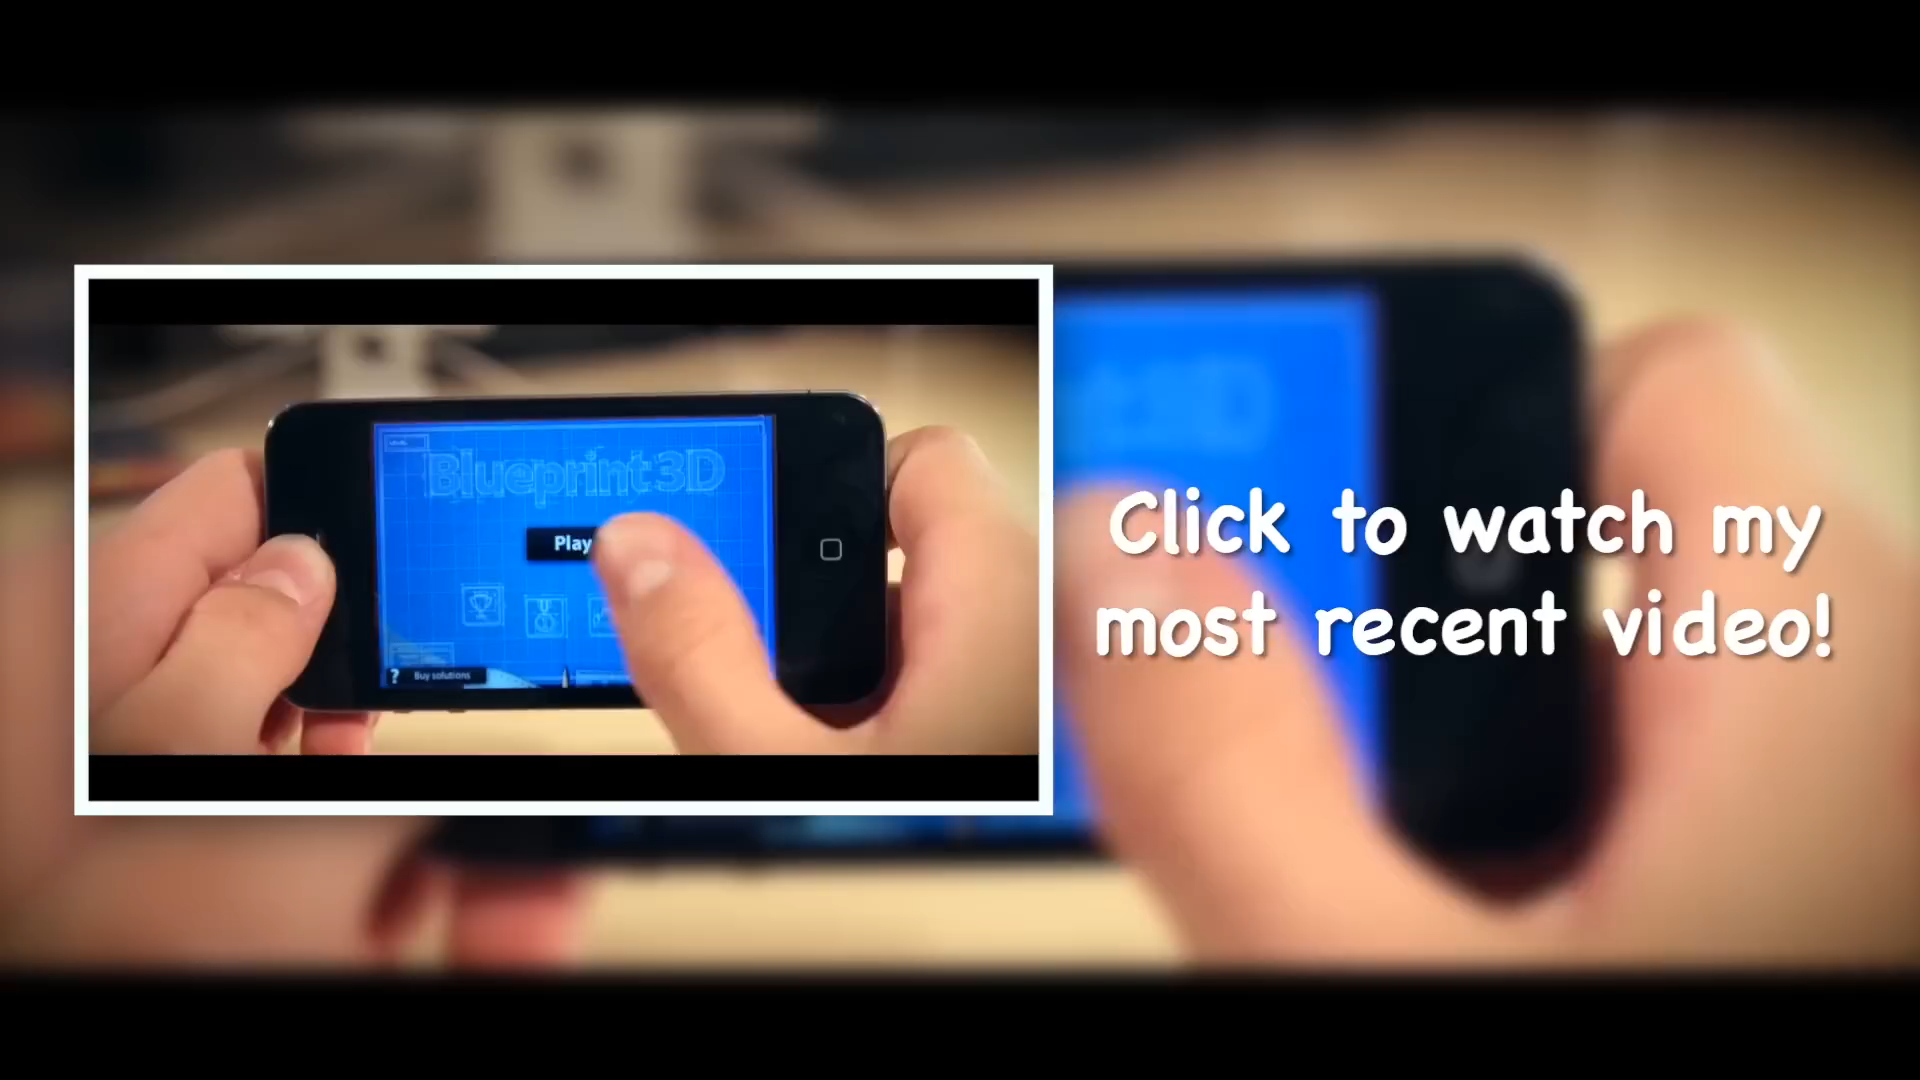 Blueprint3D
Play
Buy solutions
Click to watch my
most recent video!